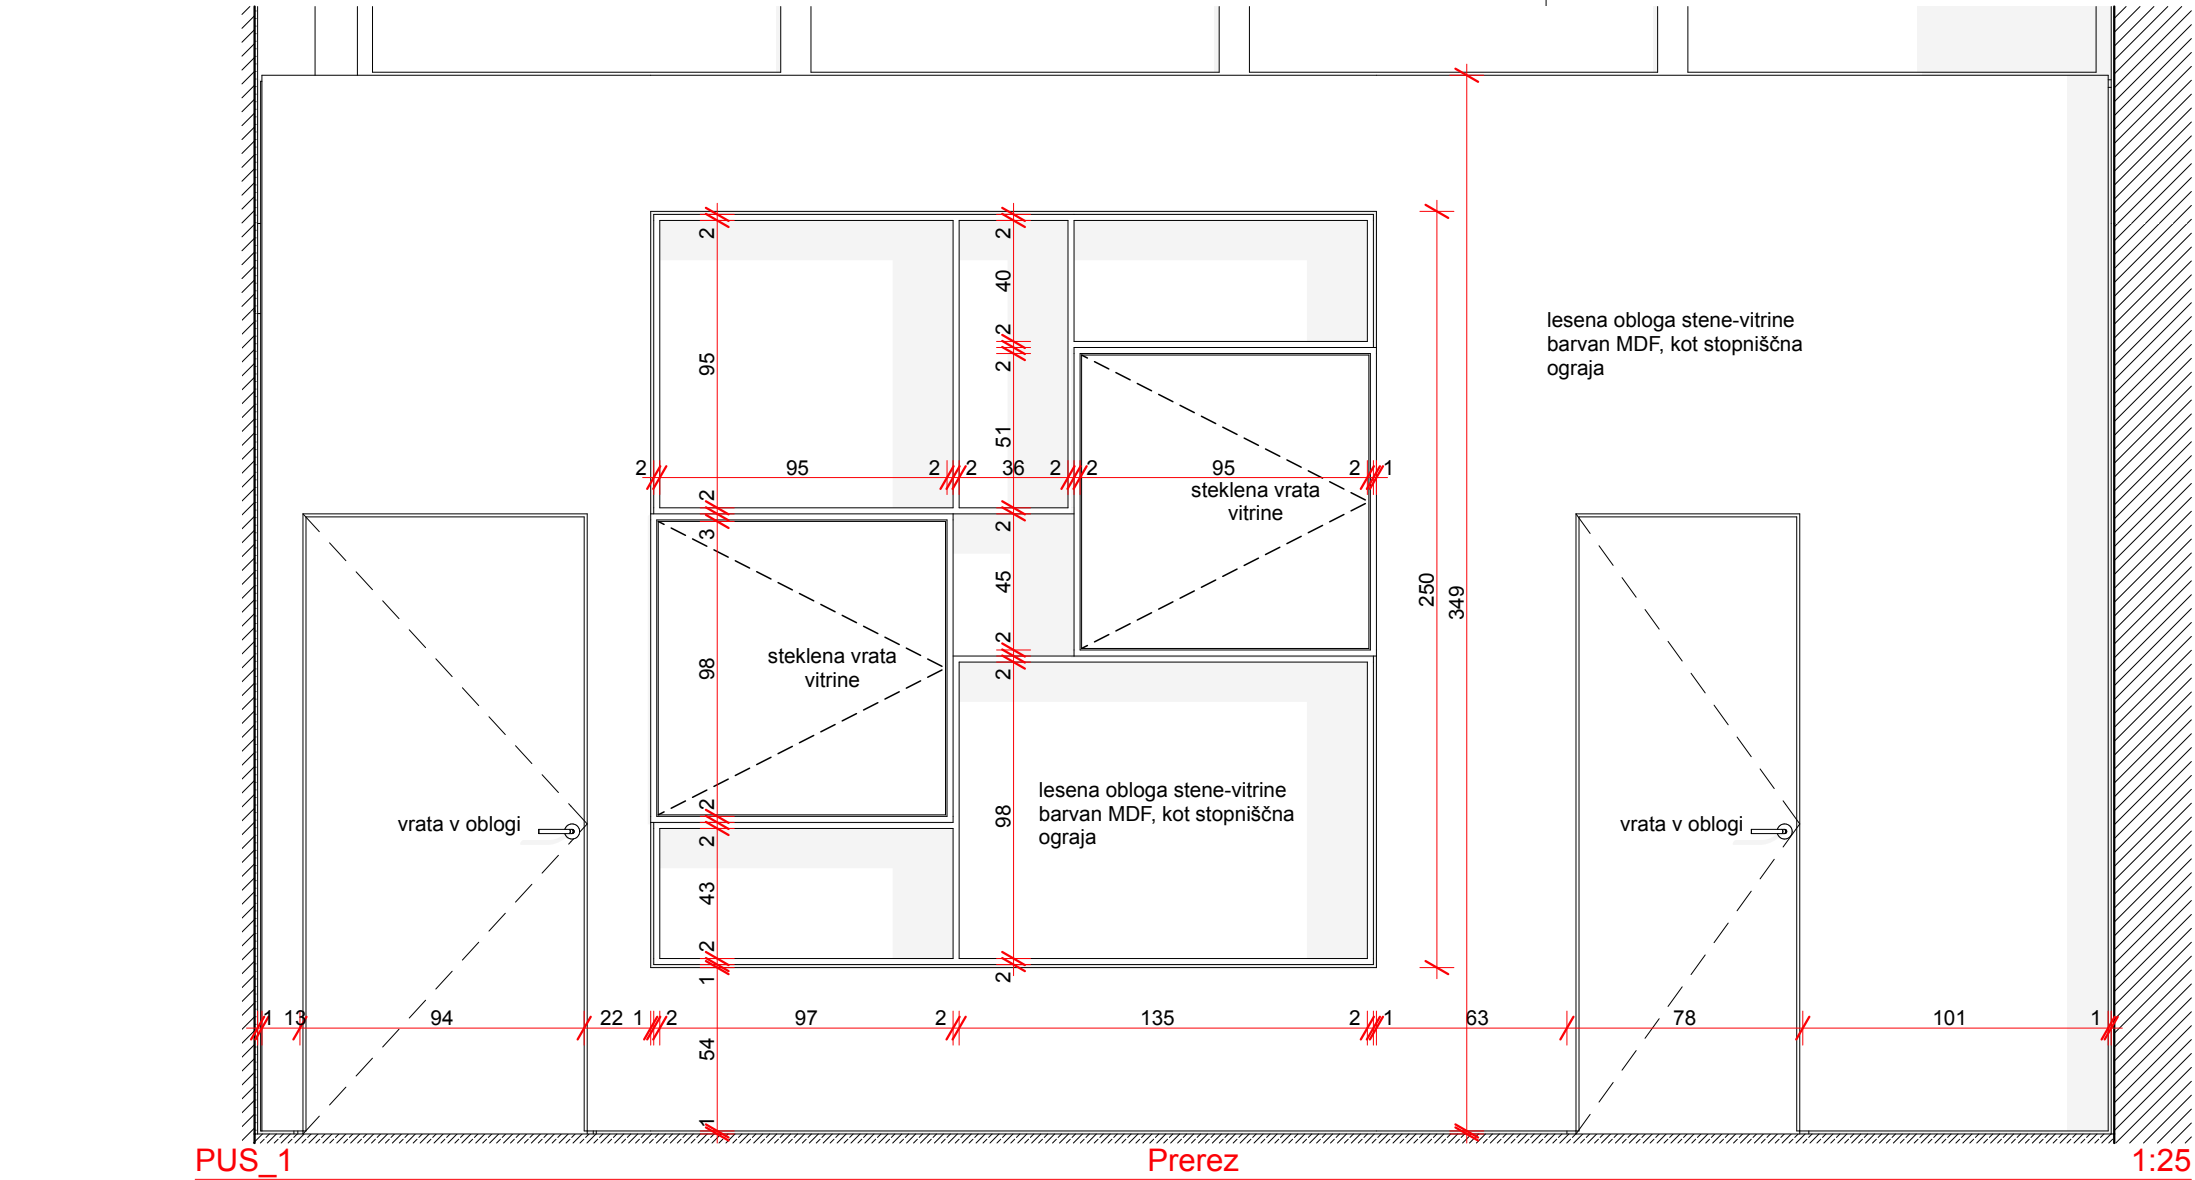 2
2
40
2
2
95
51
2
95
2
2
36
2
2
95
2
1
2
3
2
45
2
2
98
2
2
43
2
1
54
1
98
2
250
349
steklena vrata
vitrine
steklena vrata
vitrine
lesena obloga stene-vitrine
barvan MDF, kot stopniščna
ograja
lesena obloga stene-vitrine
barvan MDF, kot stopniščna
ograja
vrata v oblogi
vrata v oblogi
1 13 94 22 1 2 97 2 135 2 1 63 78 101 1
PUS_1
Prerez
1:25